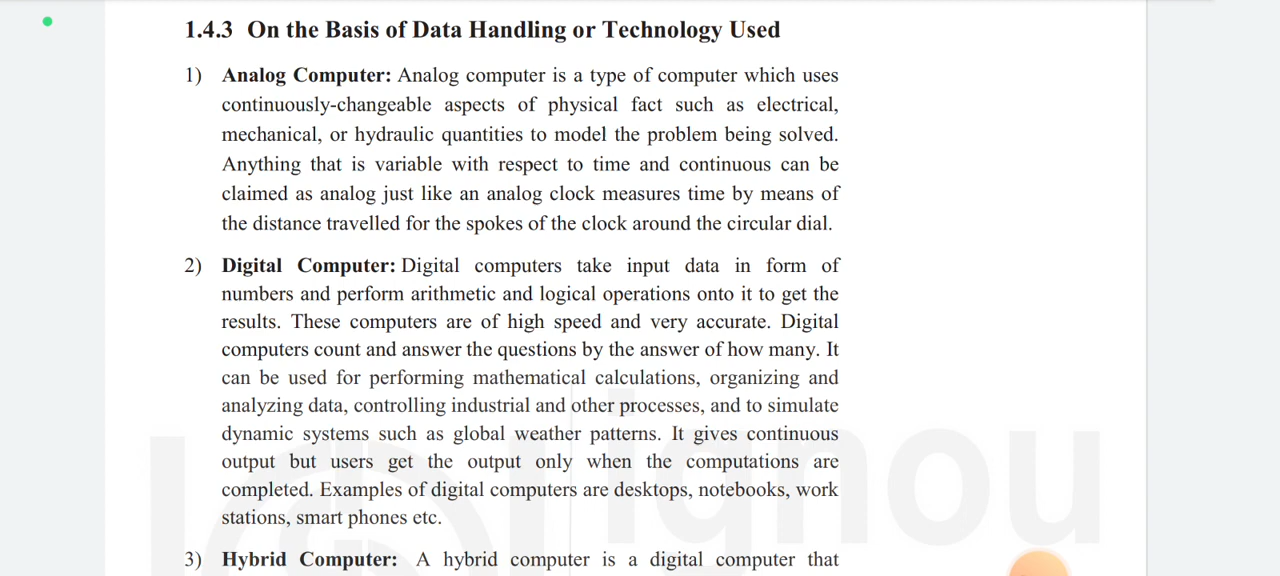 1.4.3 On the Basis of Data Handling or Technology Used
1) Analog Computer: Analog computer is a type of computer which uses
continuously-changeable aspects of physical fact such as electrical,
mechanical, or hydraulic quantities to model the problem being solved.
Anything that is variable with respect to time and continuous can be
claimed as analog just like an analog clock measures time by means of
the distance travelled for the spokes of the clock around the circular dial.
2) Digital Computer: Digital computers take input data in form of
numbers and perform arithmetic and logical operations onto it to get the
results. These computers are of high speed and very accurate. Digital
computers count and answer the questions by the answer of how many. It
can be used for performing mathematical calculations, organizing and
analyzing data, controlling industrial and other processes, and to simulate
dynamic systems such as global weather patterns. It gives continuous
output but users get the output only when the computations are
completed. Examples of digital computers are desktops, notebooks, work
stations, smart phones etc.
3) Hybrid Computer: A hybrid computer is a digital computer that
ignou